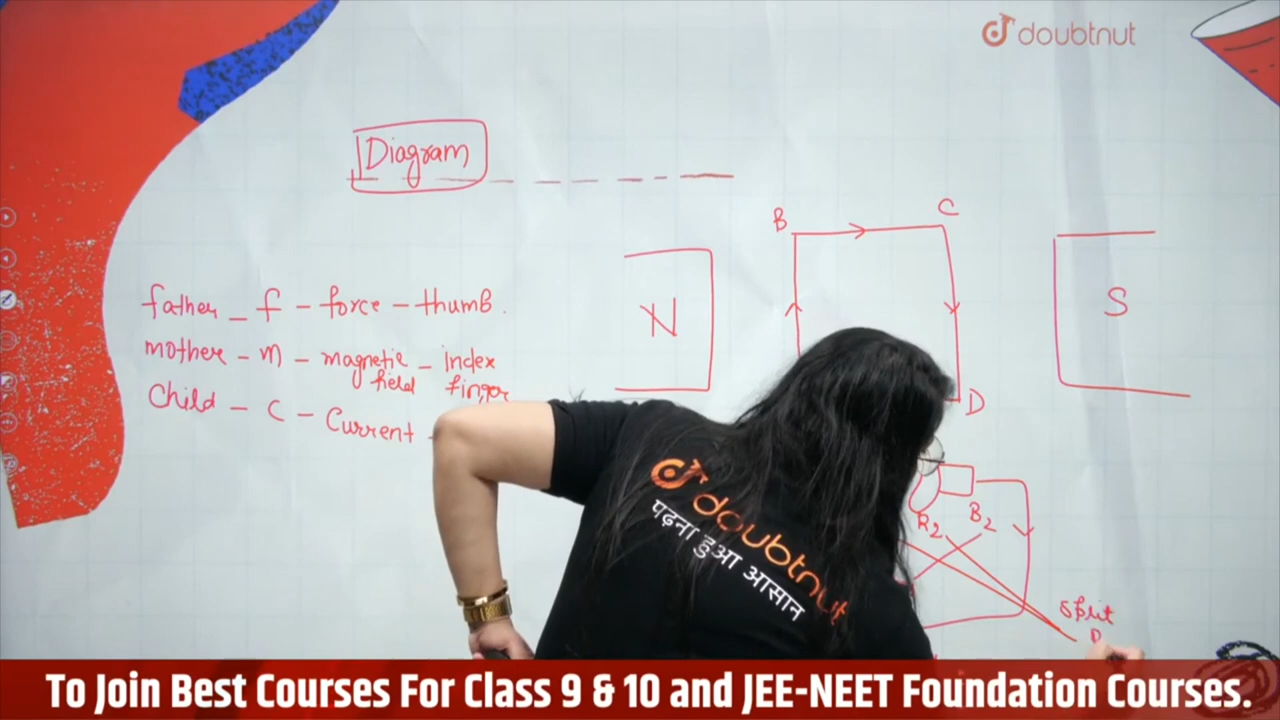 doubtnut
Diagram
B
C
N
S
father - f - force - thumb.
mother - m - magnetic field - index finger
child - c - current -
D
R2
B2
split
doubtnut
पढ़ना हुआ आसान
To Join Best Courses For Class 9 & 10 and JEE-NEET Foundation Courses.